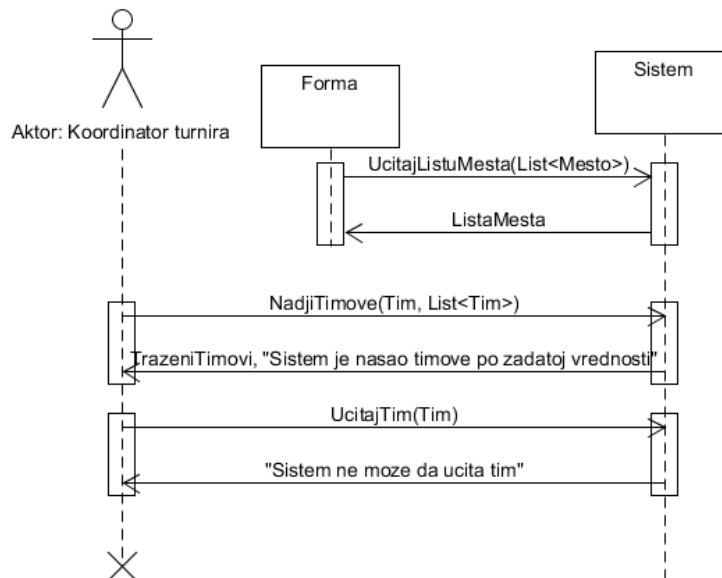 Forma
Sistem
Aktor: Koordinator turnira
UcitajListuMesta(List<Mesto>)
ListaMesta
NadjiTimove(Tim, List<Tim>)
TrazeniTimovi, "Sistem je nasao timove po zadatoj vrednosti"
UcitajTim(Tim)
"Sistem ne moze da ucita tim"